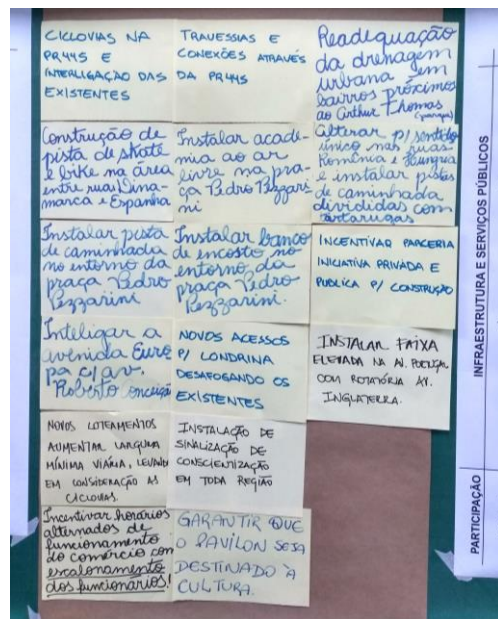 CICLOVIAS NA
PR445 E
INTERLIGAÇÃO DAS
EXISTENTES
TRAVESSIAS E
CONEXÕES ATRAVÉS
DA PR445
Readequação
da drenagem
urbana em
bairros próximos
ao Arthur Thomas
Construção de
pista de skate
e bike na área
entre ruas Dina-
marca e Espanha
Instalar acade-
mia ao ar
livre na pra-
ça Pedro Pezzari
ni
Alterar p/ sentido
único nas ruas
Romênia e Hungria
e instalar pistas
de caminhada
divididas com
tartarugas
Instalar pista
de caminhada
no entorno da
praça Pedro
Pezzarini
Instalar banco
de encosto no
entorno da
praça Pedro
Pezzarini.
INCENTIVAR PARCERIA
INICIATIVA PRIVADA E
PUBLICA P/ CONSTRUÇÃO
Inteligar a
avenida Euro
pa c/ av.
Roberto Conceição
NOVOS ACESSOS
P/ LONDRINA
DESAFOGANDO OS
EXISTENTES
INSTALAR FAIXA
ELEVADA NA AV. PORTUGAL
COM ROTATÓRIA AV.
INGLATERRA.
NOVOS LOTEAMENTOS
AUMENTAR LARGURA
MÍNIMA VIÁRIA, LEVANDO
EM CONSIDERAÇÃO AS
CICLOVIAS
INSTALAÇÃO DE
SINALIZAÇÃO DE
CONSCIENTIZAÇÃO
EM TODA REGIÃO
Incentivar horários
alternados de
funcionamento
do comércio com
escalonamento
dos funcionários!
GARANTIR QUE
O PAVILON SEJA
DESTINADO À
CULTURA.
INFRAESTRUTURA E SERVIÇOS PÚBLICOS
PARTICIPAÇÃO